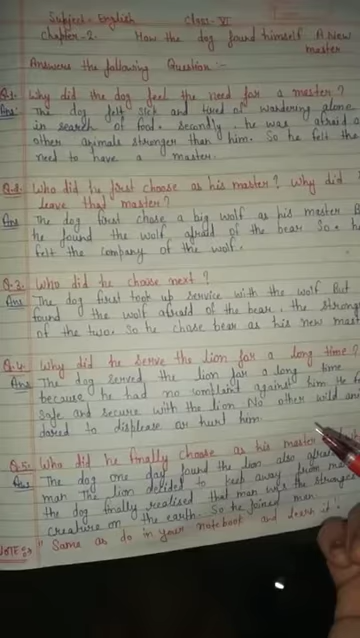 Subject- English Class- VI
Chapter-2. How the dog found himself A New
master
Answers the following Question :-
Q.1. Why did the dog feel the need for a master?
Ans: The dog felt sick and tired of wandering alone
in search of food. Secondly, he was afraid o
other animals stronger than him. So he felt the
need to have a master.
Q.2. Who did he first choose as his master? Why did
leave that master?
Ans The dog first chose a big wolf as his master B
he found the wolf afraid of the bear So. h
felt the company of the wolf.
Q.3. Who did he choose next?
Ans The dog first took up service with the wolf But
found the wolf afraid of the bear, the strong
of the two. So he chose bear as his new mast
Q.4. Why did he serve the lion for a long time?
Ans The dog served the lion for a long time
because he had no complaint against him He f
safe and secure with the lion No other wild ani
dared to displease or hurt him.
Q.5. Who did he finally choose as his master
Ans The dog one day found the lion also afrai
man The lion decided to keep away from man
the dog finally realised that man was the stronges
creature on the earth. So he joined man.
NOTE " Same as do in your notebook and learn it.